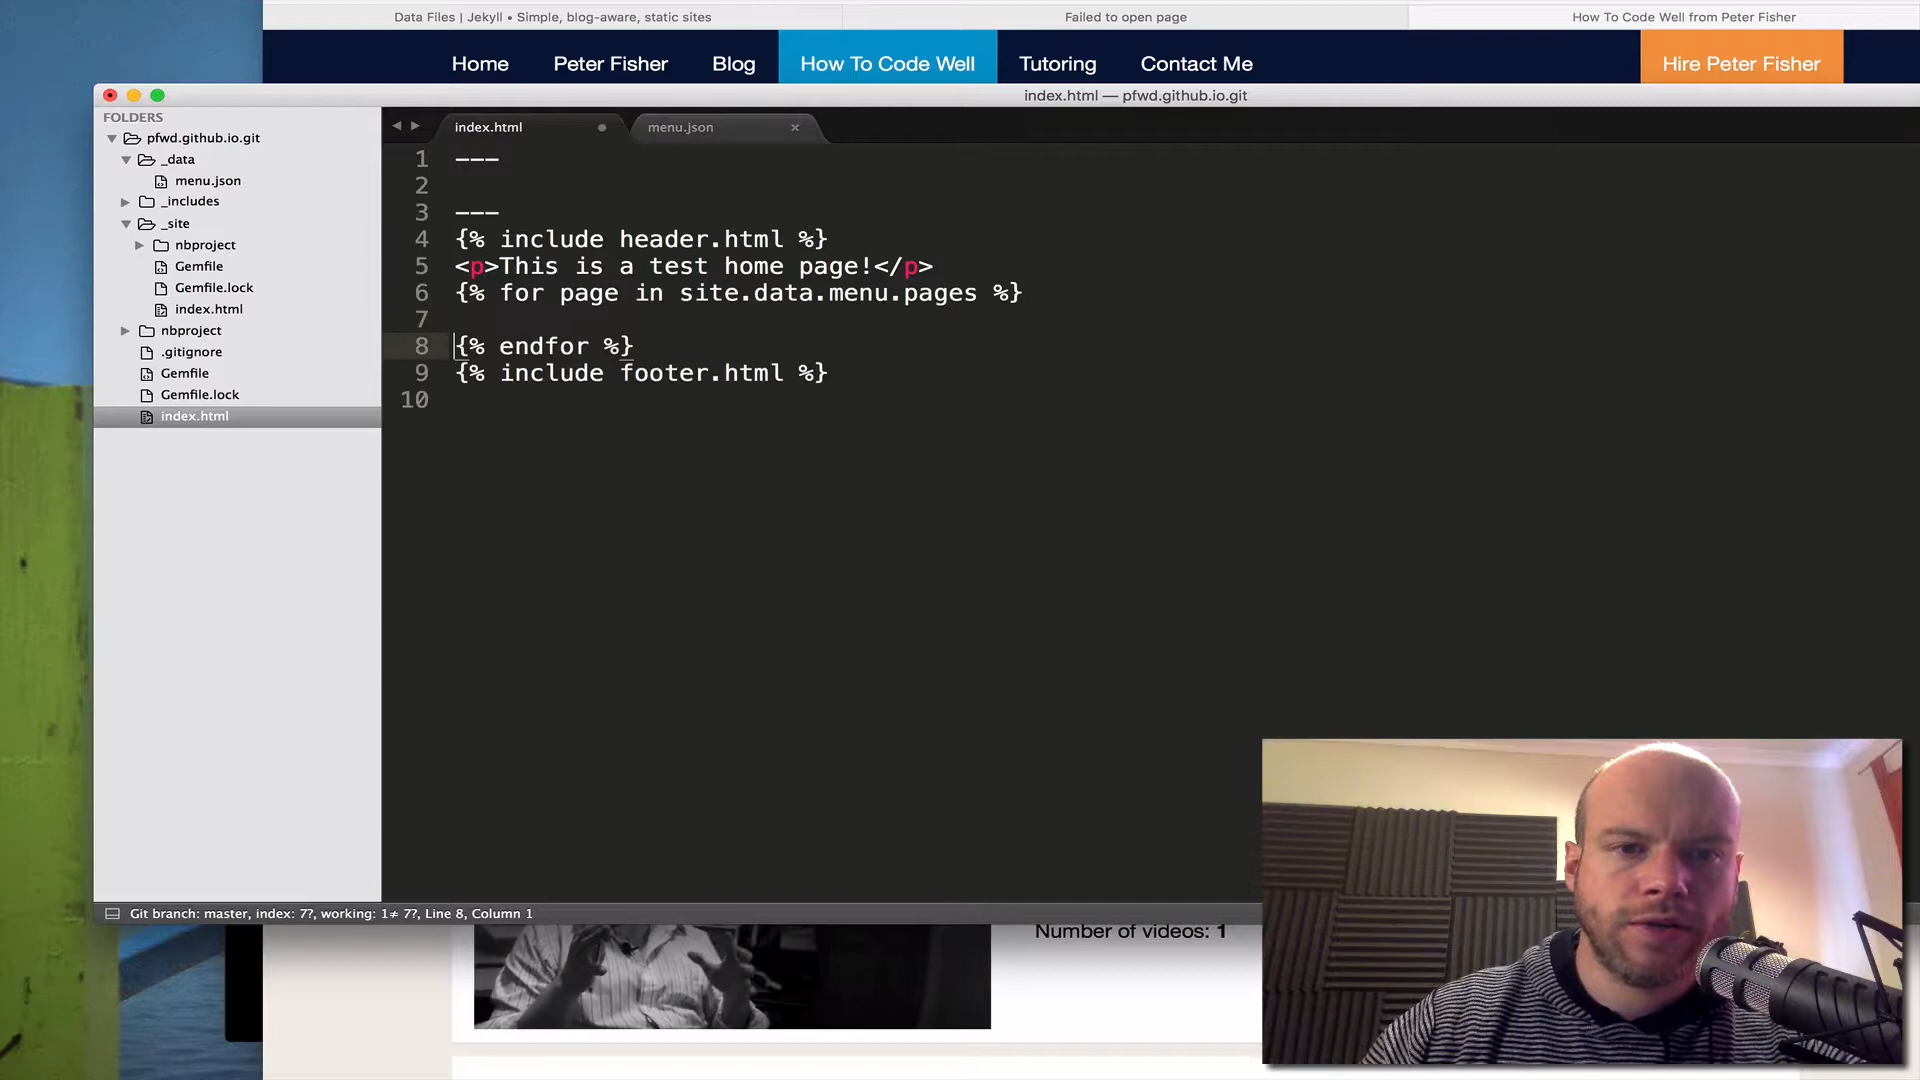 Data Files | Jekyll • Simple, blog-aware, static sites
Failed to open page
How To Code Well from Peter Fisher
Home
Peter Fisher
Blog
How To Code Well
Tutoring
Contact Me
Hire Peter Fisher
index.html — pfwd.github.io.git
FOLDERS
pfwd.github.io.git
_data
menu.json
_includes
_site
nbproject
Gemfile
Gemfile.lock
index.html
nbproject
.gitignore
Gemfile
Gemfile.lock
index.html
index.html
menu.json
1 ---
2
3 ---
4 {% include header.html %}
5 <p>This is a test home page!</p>
6 {% for page in site.data.menu.pages %}
7
8 {% endfor %}
9 {% include footer.html %}
10
Git branch: master, index: 7?, working: 1≠ 7?, Line 8, Column 1
Number of videos: 1